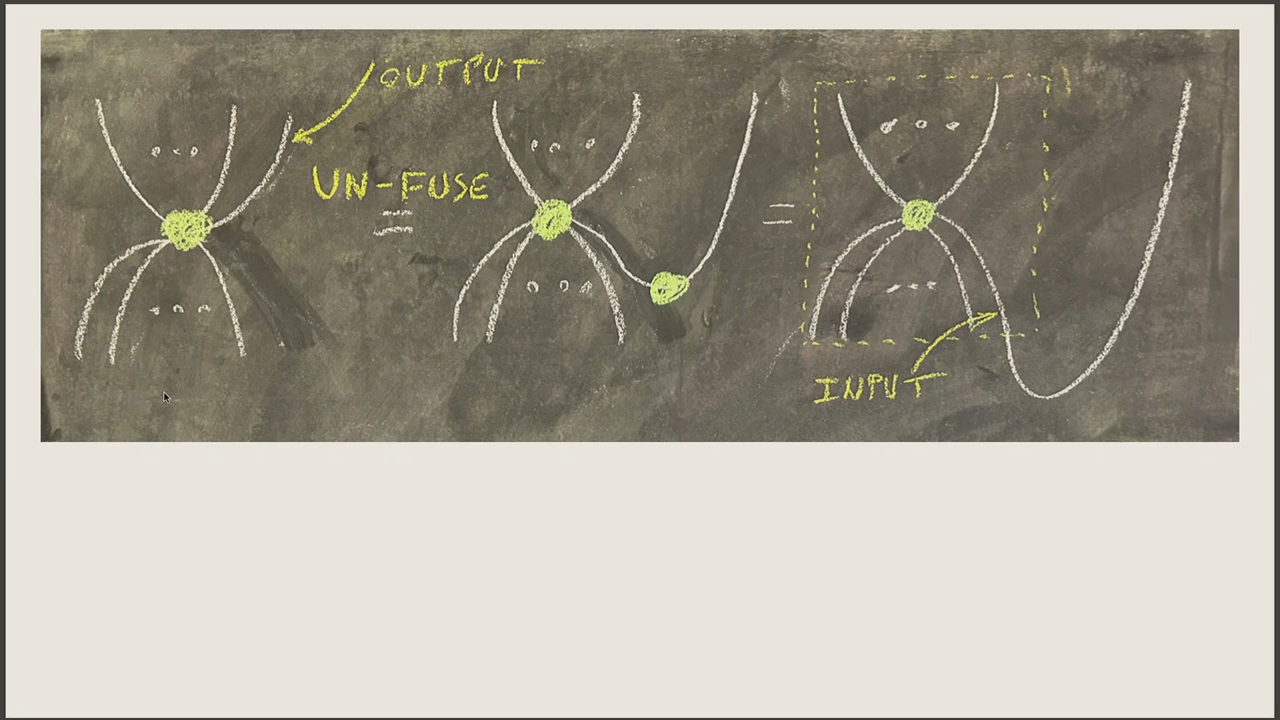 OUTPUT
UN-FUSE
=
=
INPUT